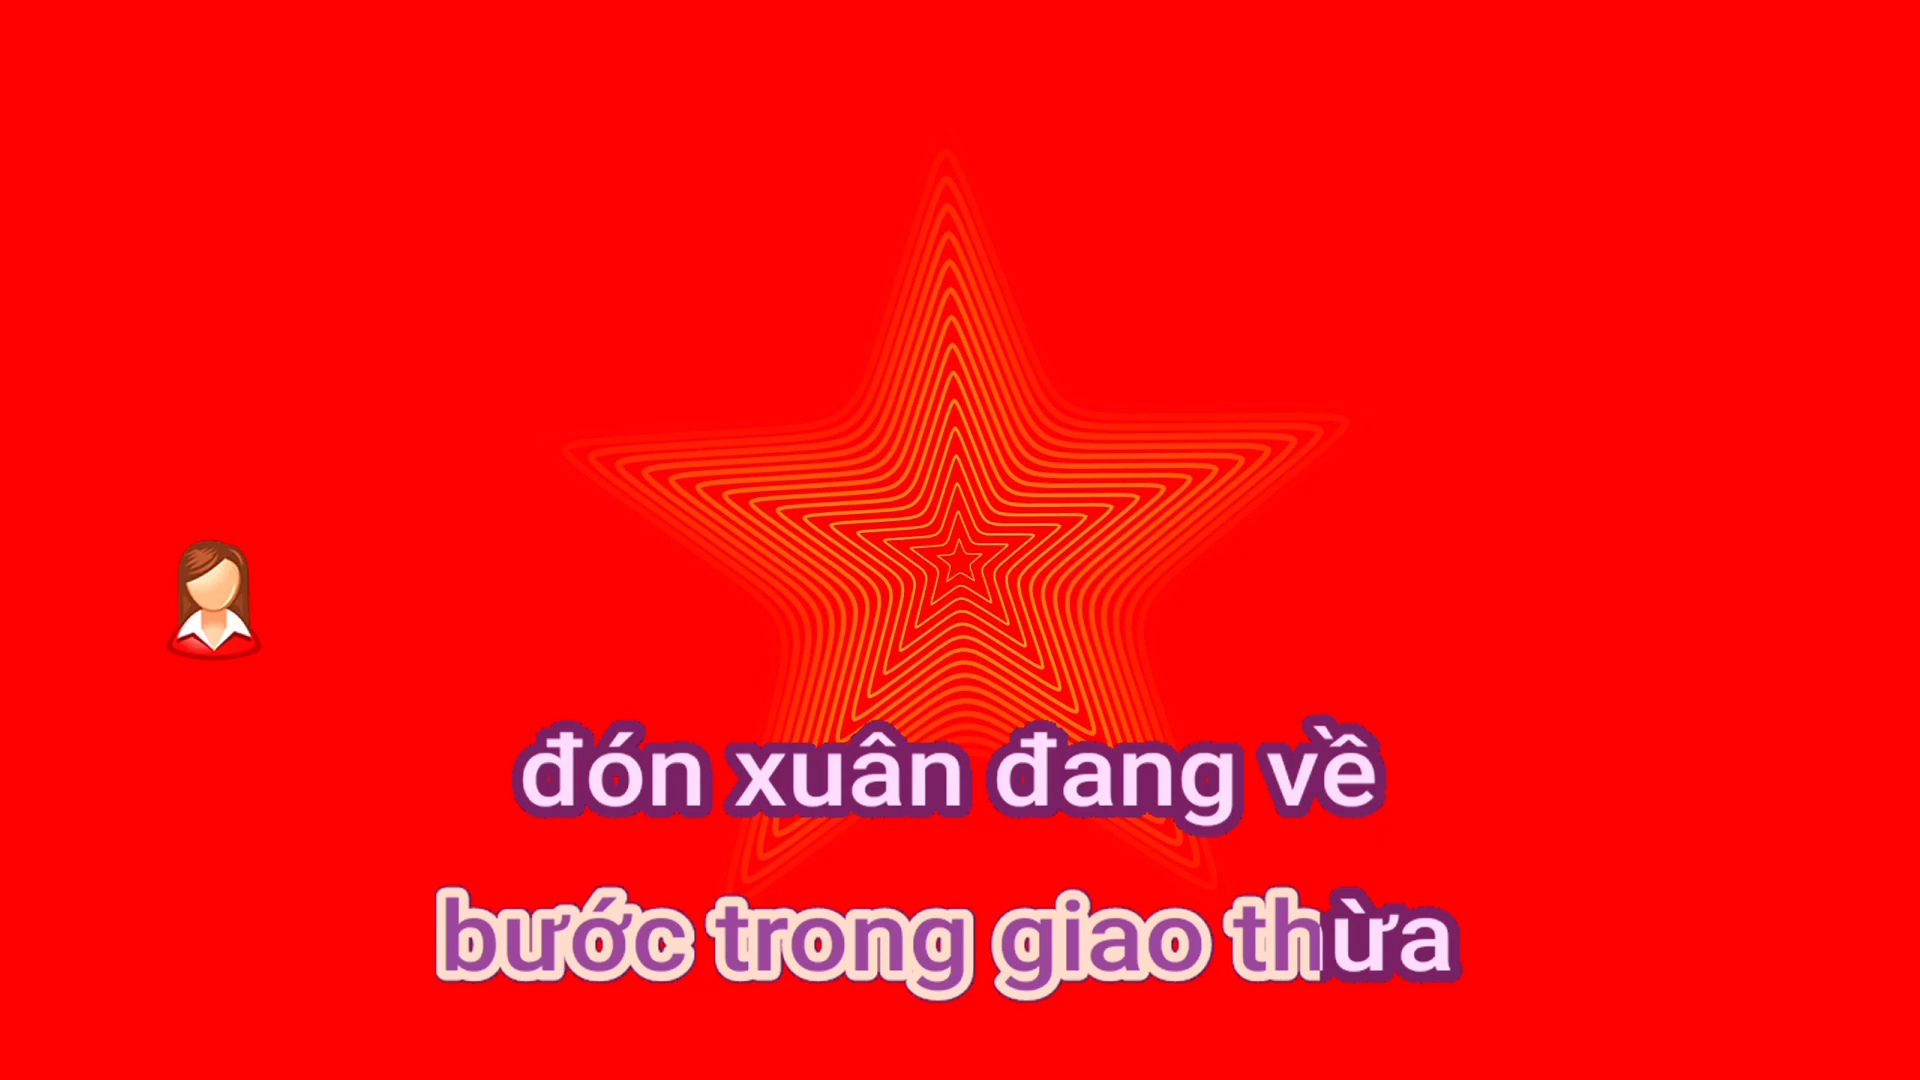 đón xuân đang về
bước trong giao thừa